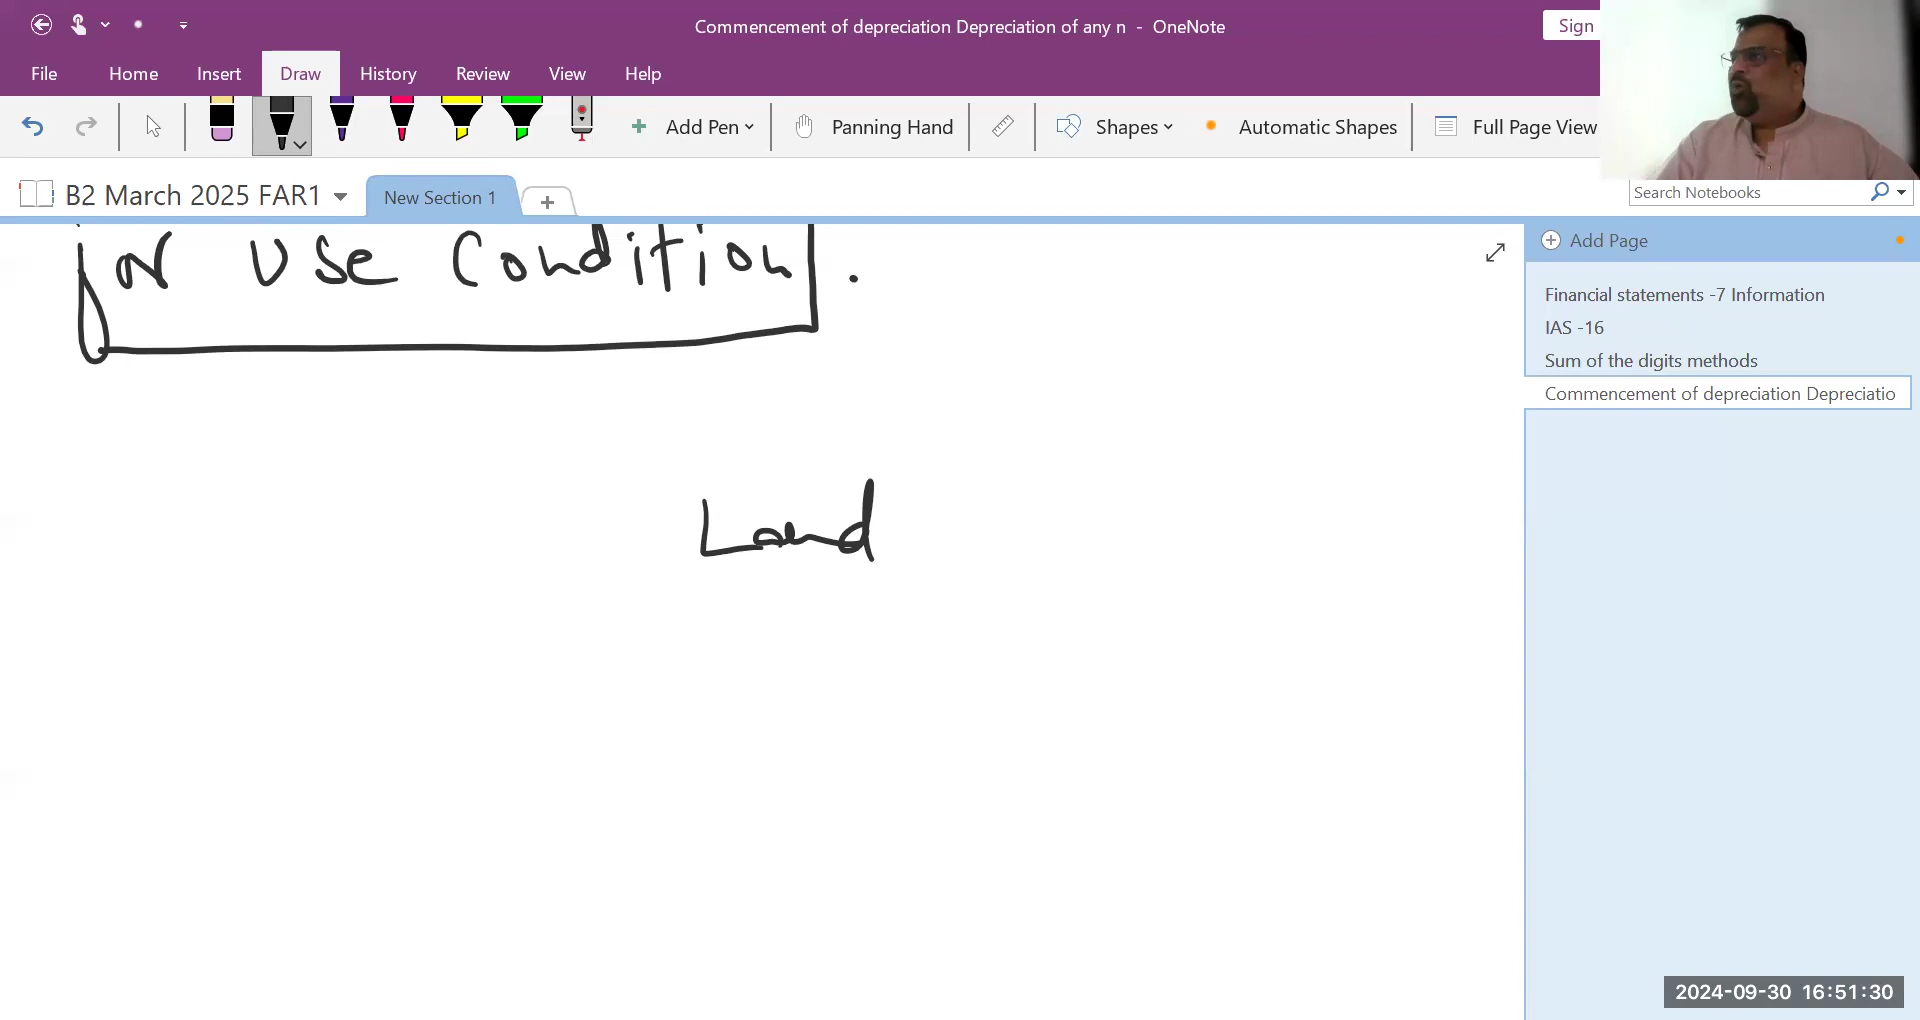 Commencement of depreciation Depreciation of any n - OneNote
Sign
File Home Insert Draw History Review View Help
Add Pen Panning Hand Shapes Automatic Shapes Full Page View
B2 March 2025 FAR1 New Section 1
Search Notebooks
for use condition.
Land
Add Page
Financial statements -7 Information
IAS -16
Sum of the digits methods
Commencement of depreciation Depreciatio
2024-09-30 16:51:30